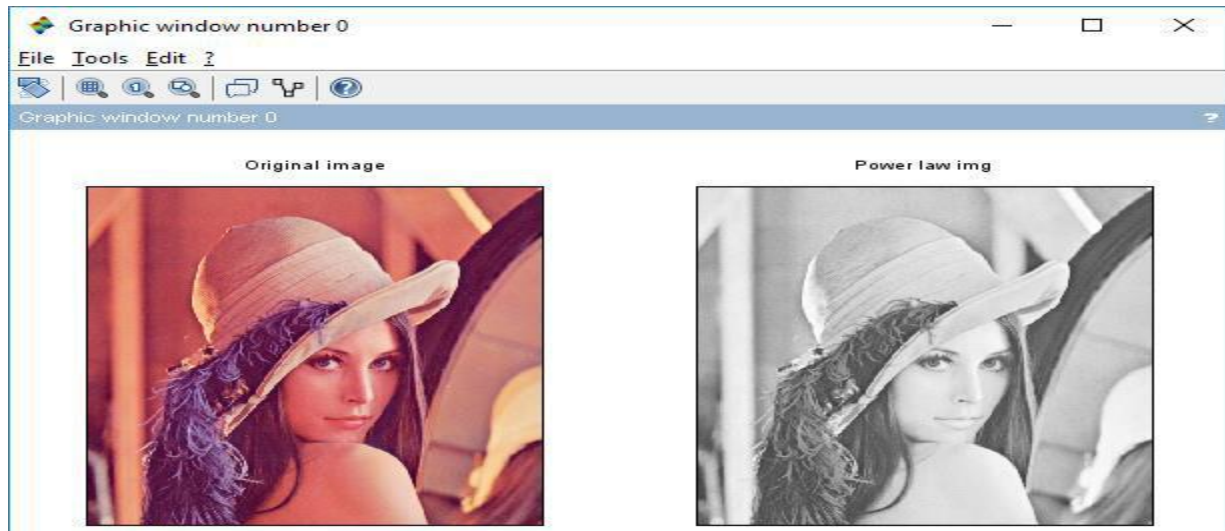 Graphic window number 0
File Tools Edit ?
Graphic window number 0 ?
Original image
Power law img